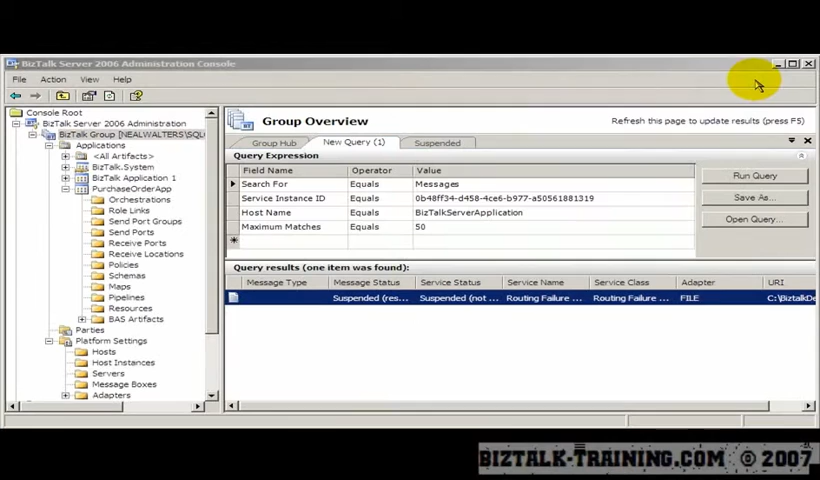 BizTalk Server 2006 Administration Console
File Action View Help
Console Root
BizTalk Server 2006 Administration
BizTalk Group [NEALWALTERS\SQL
Applications
<All Artifacts>
BizTalk.System
BizTalk Application 1
PurchaseOrderApp
Orchestrations
Role Links
Send Port Groups
Send Ports
Receive Ports
Receive Locations
Policies
Schemas
Maps
Pipelines
Resources
BAS Artifacts
Parties
Platform Settings
Hosts
Host Instances
Servers
Message Boxes
Adapters
Group Overview
Refresh this page to update results (press F5)
Group Hub New Query (1) Suspended
Query Expression
Field Name Operator Value
Search For Equals Messages
Service Instance ID Equals 0b48ff34-d458-4ce6-b977-a50561881319
Host Name Equals BizTalkServerApplication
Maximum Matches Equals 50
Run Query
Save As...
Open Query...
Query results (one item was found):
Message Type Message Status Service Status Service Name Service Class Adapter URI
Suspended (res... Suspended (not ... Routing Failure ... Routing Failure ... FILE C:\BiztalkDe
BIZTALK-TRAINING.COM © 2007